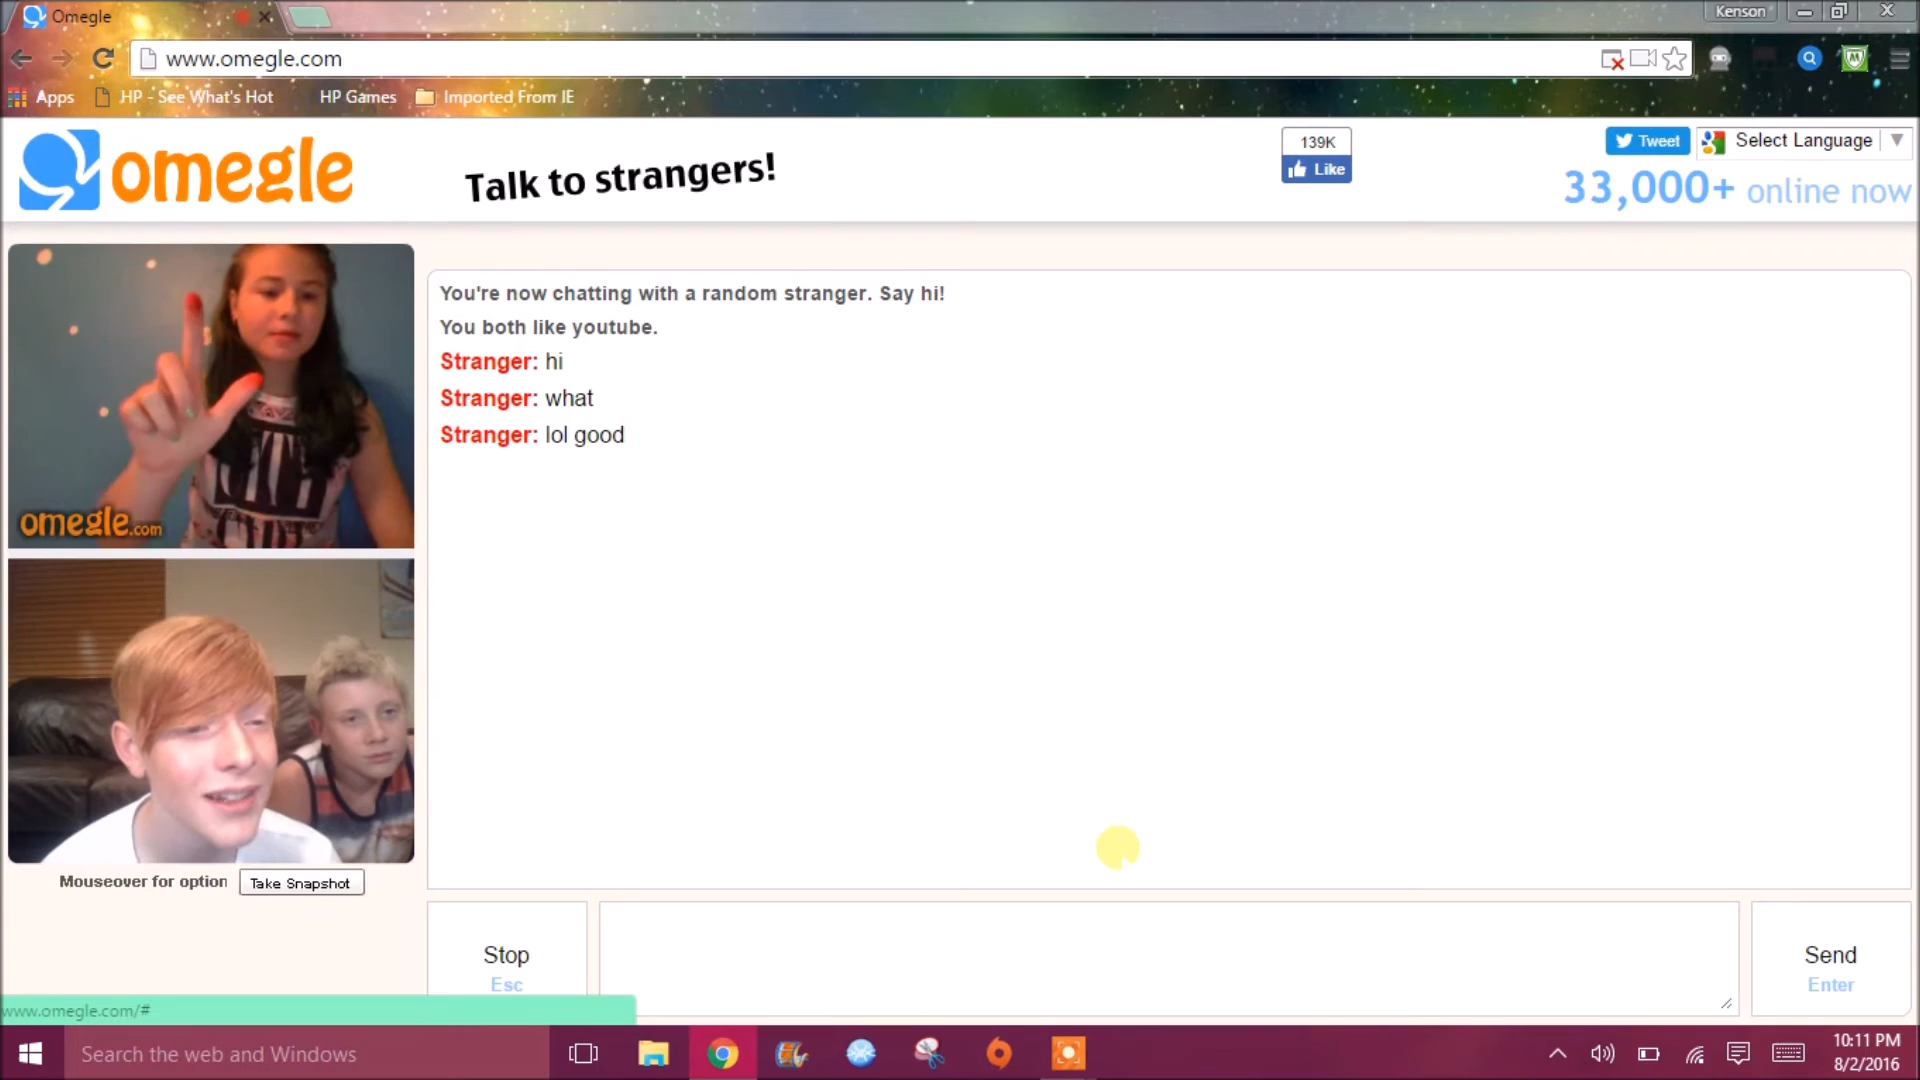 Omegle
Kenson
www.omegle.com
Apps
HP - See What's Hot
HP Games
Imported From IE
omegle
Talk to strangers!
139K
Like
Tweet
Select Language
33,000+ online now
omegle.com
You're now chatting with a random stranger. Say hi!
You both like youtube.
Stranger: hi
Stranger: what
Stranger: lol good
Mouseover for option
Take Snapshot
Stop
Esc
Send
Enter
www.omegle.com/#
Search the web and Windows
10:11 PM
8/2/2016